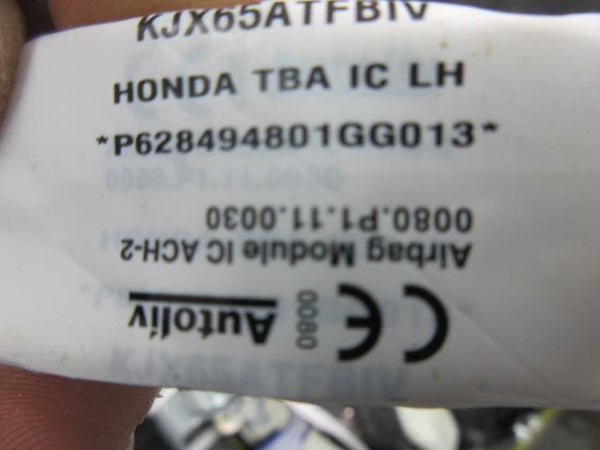 KJX65ATFBIV
HONDA TBA IC LH
*P628494801GG013*
Autoliv CE 0080
Airbag Module IC ACH-2
0080.P1.11.0030